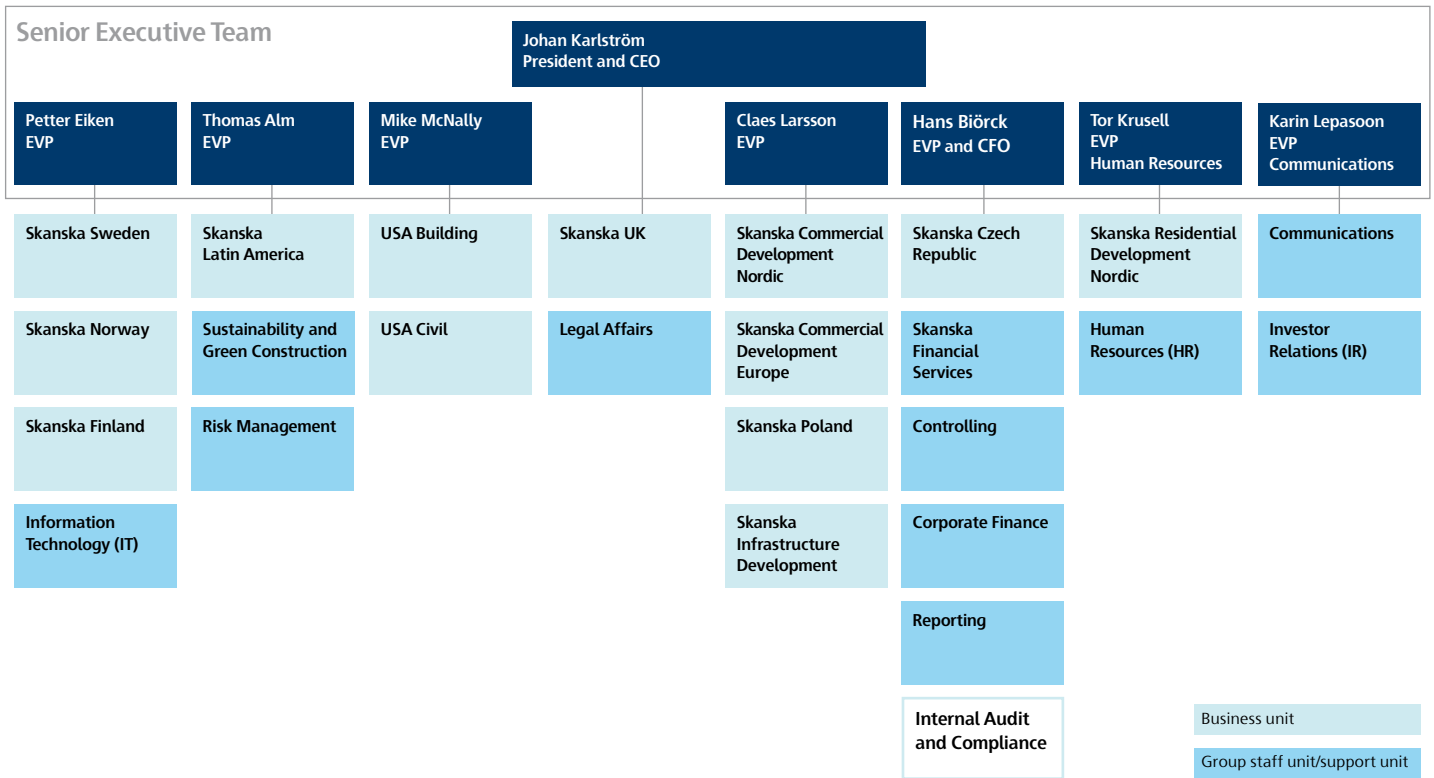 Senior Executive Team
Johan Karlström
President and CEO
Petter Eiken
EVP
Thomas Alm
EVP
Mike McNally
EVP
Claes Larsson
EVP
Hans Biörck
EVP and CFO
Tor Krusell
EVP
Human Resources
Karin Lepasoon
EVP
Communications
Skanska Sweden
Skanska
Latin America
USA Building
Skanska UK
Skanska Commercial
Development
Nordic
Skanska Czech
Republic
Skanska Residential
Development
Nordic
Communications
Skanska Norway
Sustainability and
Green Construction
USA Civil
Legal Affairs
Skanska Commercial
Development
Europe
Skanska
Financial
Services
Human
Resources (HR)
Investor
Relations (IR)
Skanska Finland
Risk Management
Skanska Poland
Controlling
Information
Technology (IT)
Skanska
Infrastructure
Development
Corporate Finance
Reporting
Internal Audit
and Compliance
Business unit
Group staff unit/support unit